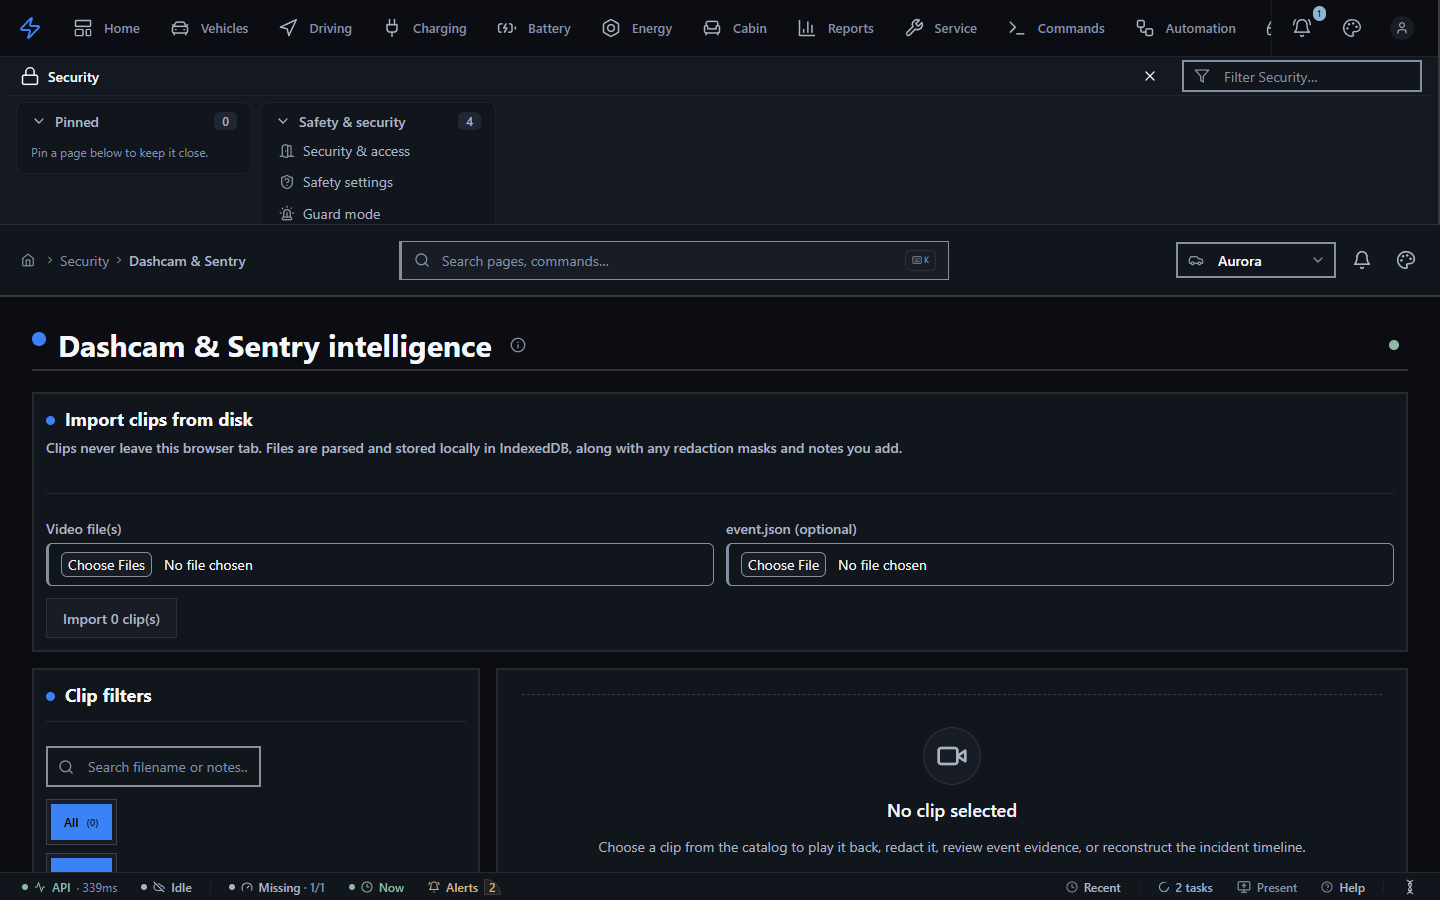 Home Vehicles Driving Charging Battery Energy Cabin Reports Service Commands Automation 1
Security Filter Security...
Pinned 0
Pin a page below to keep it close.
Safety & security 4
Security & access
Safety settings
Guard mode
Security Dashcam & Sentry Search pages, commands... K Aurora
Dashcam & Sentry intelligence
Import clips from disk
Clips never leave this browser tab. Files are parsed and stored locally in IndexedDB, along with any redaction masks and notes you add.
Video file(s)
Choose Files No file chosen
event.json (optional)
Choose File No file chosen
Import 0 clip(s)
Clip filters
Search filename or notes..
All (0)
No clip selected
Choose a clip from the catalog to play it back, redact it, review event evidence, or reconstruct the incident timeline.
API · 339ms Idle Missing · 1/1 Now Alerts 2 Recent 2 tasks Present Help